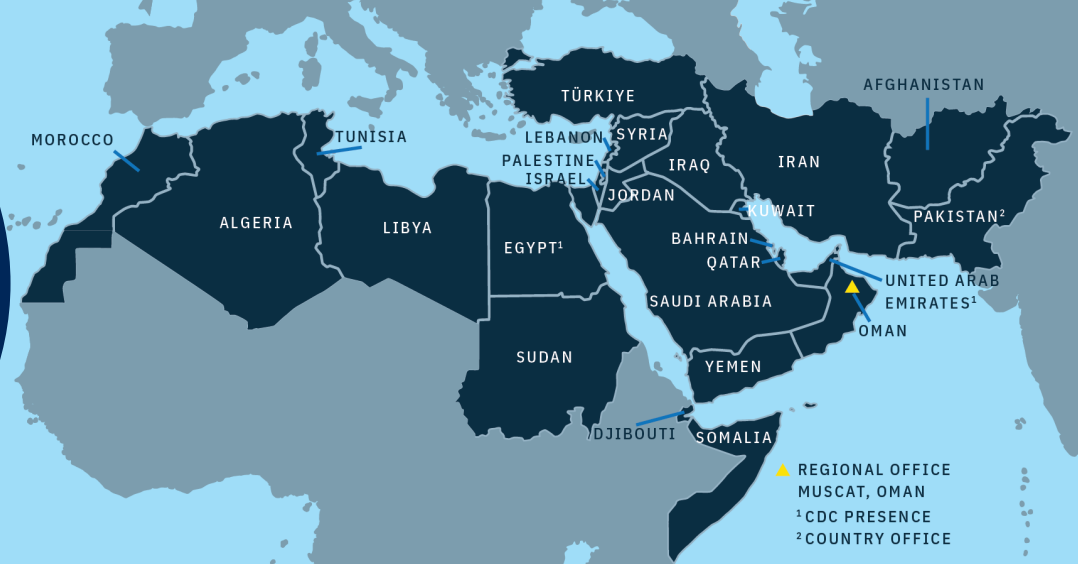 AFGHANISTAN
TÜRKIYE
MOROCCO
TUNISIA
LEBANON
SYRIA
PALESTINE
ISRAEL
IRAQ
IRAN
JORDAN
ALGERIA
LIBYA
EGYPT¹
KUWAIT
PAKISTAN²
BAHRAIN
QATAR
UNITED ARAB
EMIRATES¹
SAUDI ARABIA
OMAN
SUDAN
YEMEN
DJIBOUTI
SOMALIA
REGIONAL OFFICE
MUSCAT, OMAN
¹CDC PRESENCE
²COUNTRY OFFICE